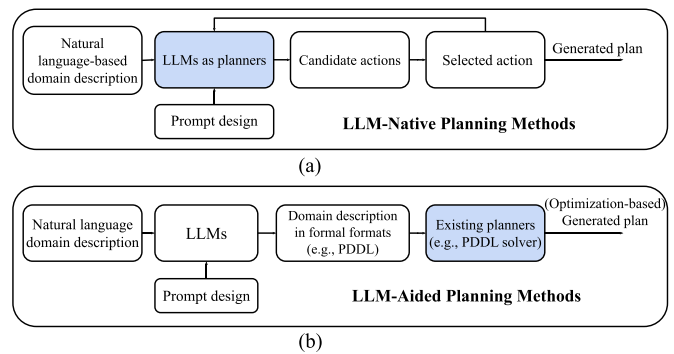 Natural
language-based
domain description
LLMs as planners
Candidate actions
Selected action
Generated plan
Prompt design
LLM-Native Planning Methods
(a)
Natural language
domain description
LLMs
Domain description
in formal formats
(e.g., PDDL)
Existing planners
(e.g., PDDL solver)
(Optimization-based)
Generated plan
Prompt design
LLM-Aided Planning Methods
(b)